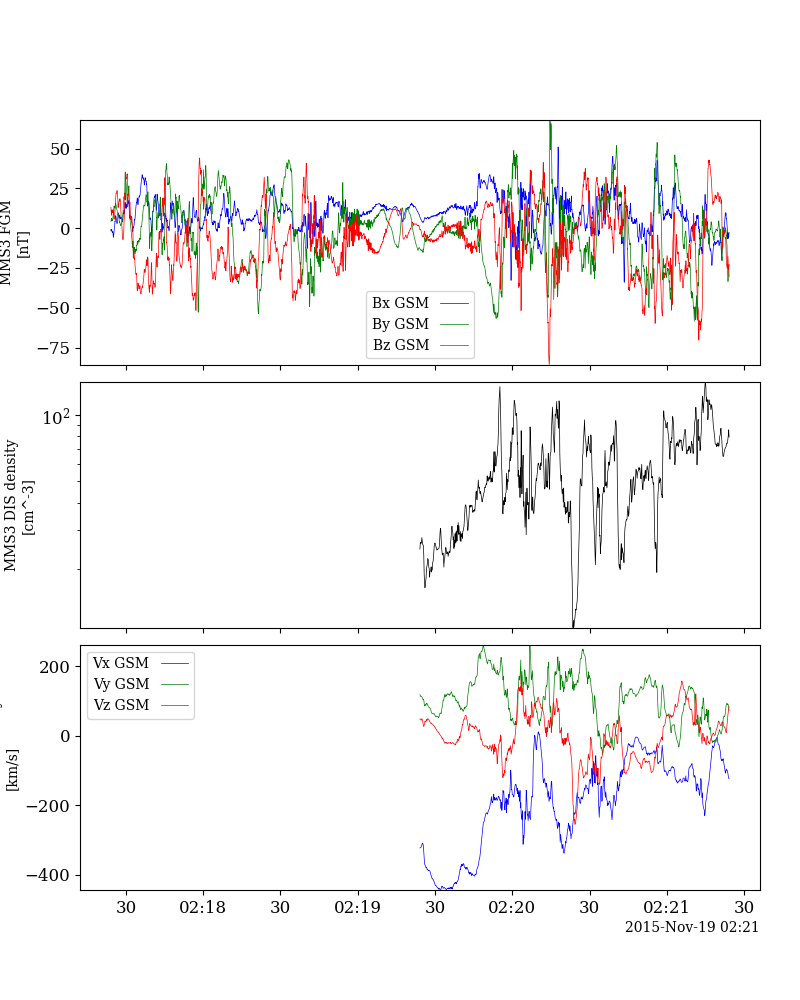 50
25
0
−25
−50
−75
MMS3 FGM
[nT]
Bx GSM
By GSM
Bz GSM
10²
MMS3 DIS density
[cm^-3]
200
0
−200
−400
[km/s]
Vx GSM
Vy GSM
Vz GSM
30 02:18 30 02:19 30 02:20 30 02:21 30
2015-Nov-19 02:21